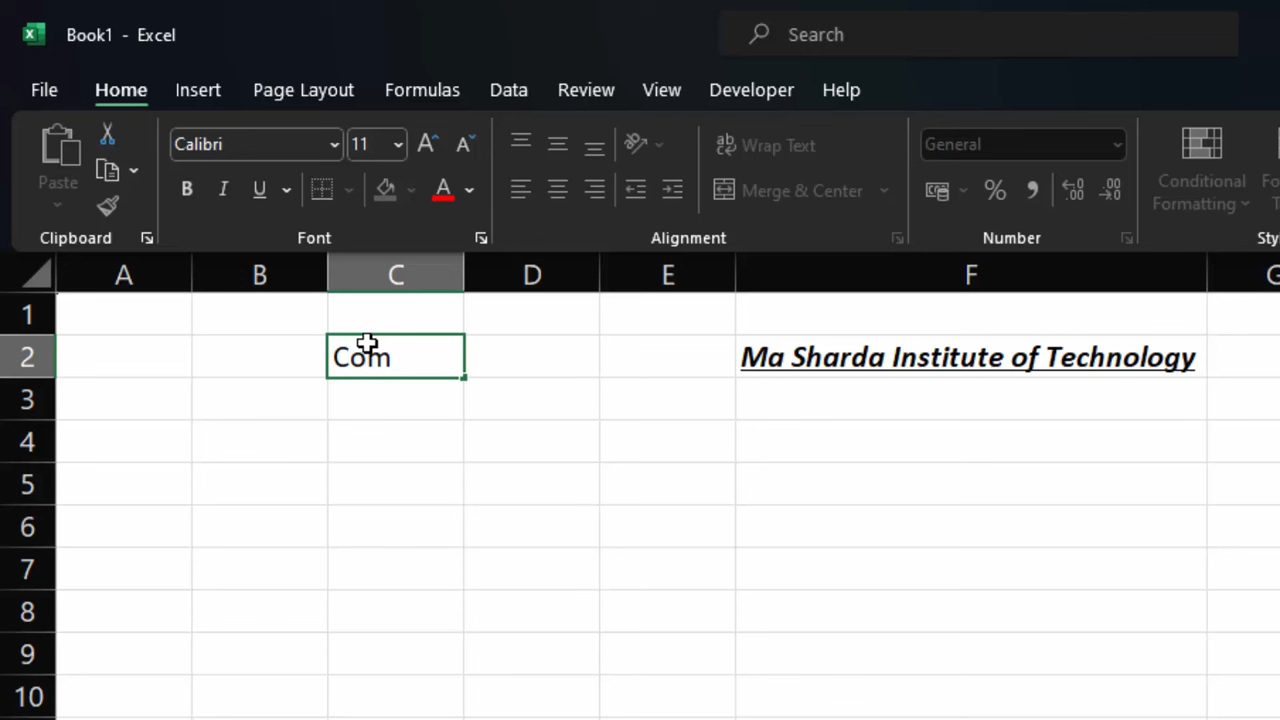 Book1 - Excel
Search
File Home Insert Page Layout Formulas Data Review View Developer Help
Paste
Calibri 11 A A
ab Wrap Text
General
B I U A
Merge & Center
% 9
Conditional
Formatting
Clipboard Font Alignment Number
A B C D E F
1
2 Com Ma Sharda Institute of Technology
3
4
5
6
7
8
9
10